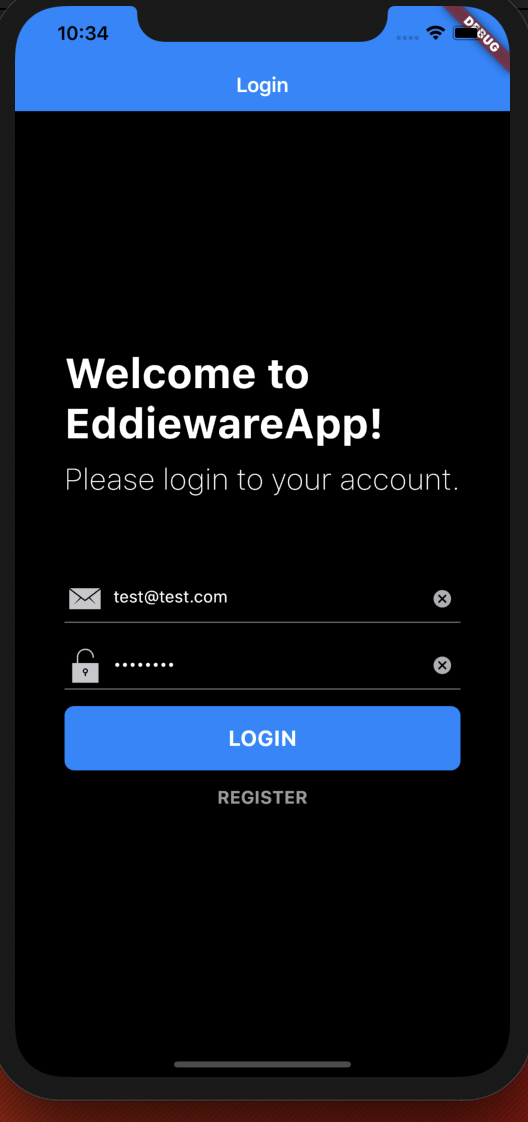 10:34
DEBUG
Login
Welcome to
EddiewareApp!
Please login to your account.
test@test.com
••••••••
LOGIN
REGISTER